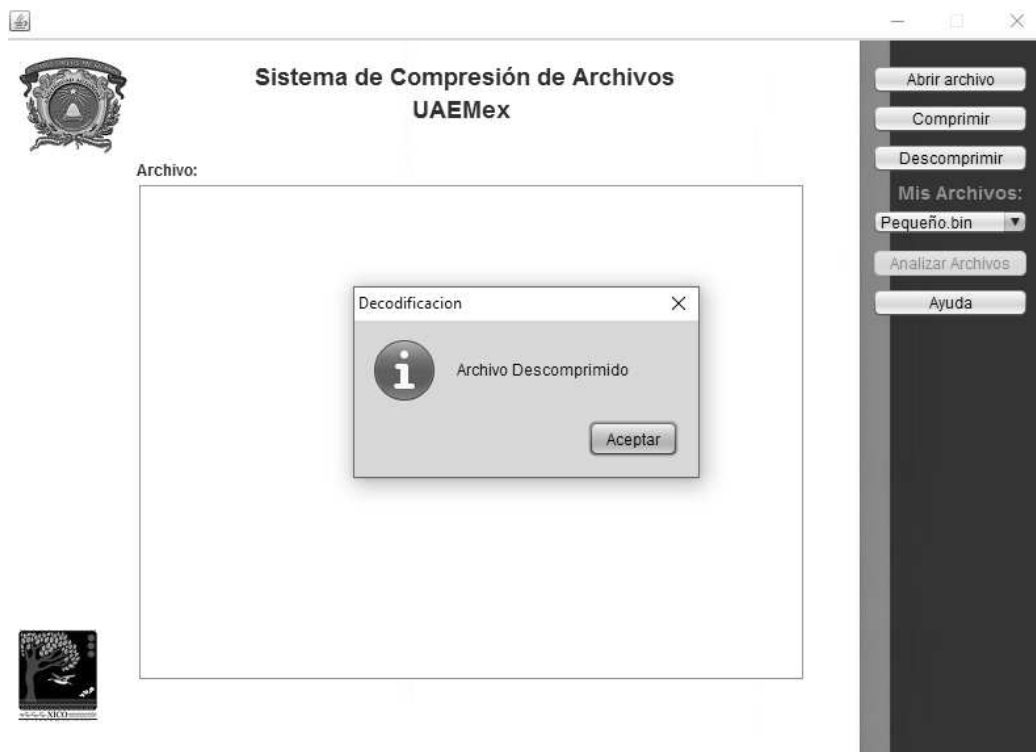 Sistema de Compresión de Archivos
UAEMex
Archivo:
Decodificacion
Archivo Descomprimido
Aceptar
Abrir archivo
Comprimir
Descomprimir
Mis Archivos:
Pequeño.bin
Analizar Archivos
Ayuda
XICO